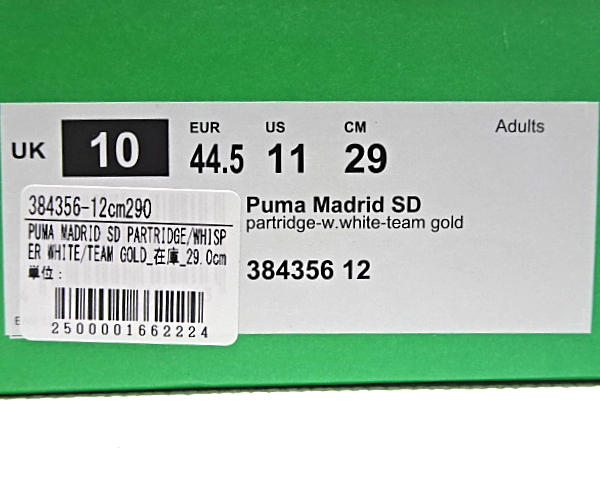 EUR US CM Adults
UK 10 44.5 11 29
Puma Madrid SD
partridge-w.white-team gold
384356 12
384356-12cm290
PUMA MADRID SD PARTRIDGE/WHISP
ER WHITE/TEAM GOLD_在庫_29.0cm
単位：
2500001662224